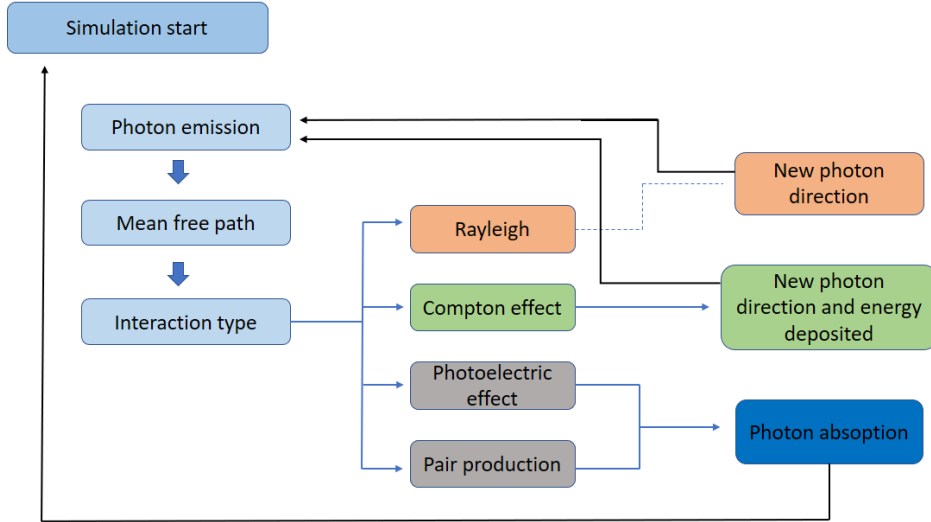 Simulation start
Photon emission
Mean free path
Interaction type
Rayleigh
Compton effect
Photoelectric
effect
Pair production
New photon
direction
New photon
direction and energy
deposited
Photon absoption